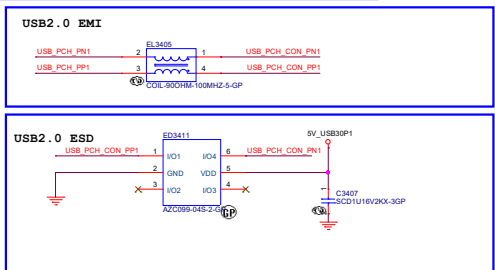 USB2.0 EMI
EL3405
USB_PCH_PN1 2 1 USB_PCH_CON_PN1
USB_PCH_PP1 3 4 USB_PCH_CON_PP1
COIL-90OHM-100MHZ-5-GP
USB2.0 ESD
ED3411
5V_USB30P1
USB_PCH_CON_PP1 1 I/O1 I/O4 6 USB_PCH_CON_PN1
2 GND VDD 5
3 I/O2 I/O3 4
AZC099-04S-2-GP
GP
1
C3407
SCD1U16V2KX-3GP